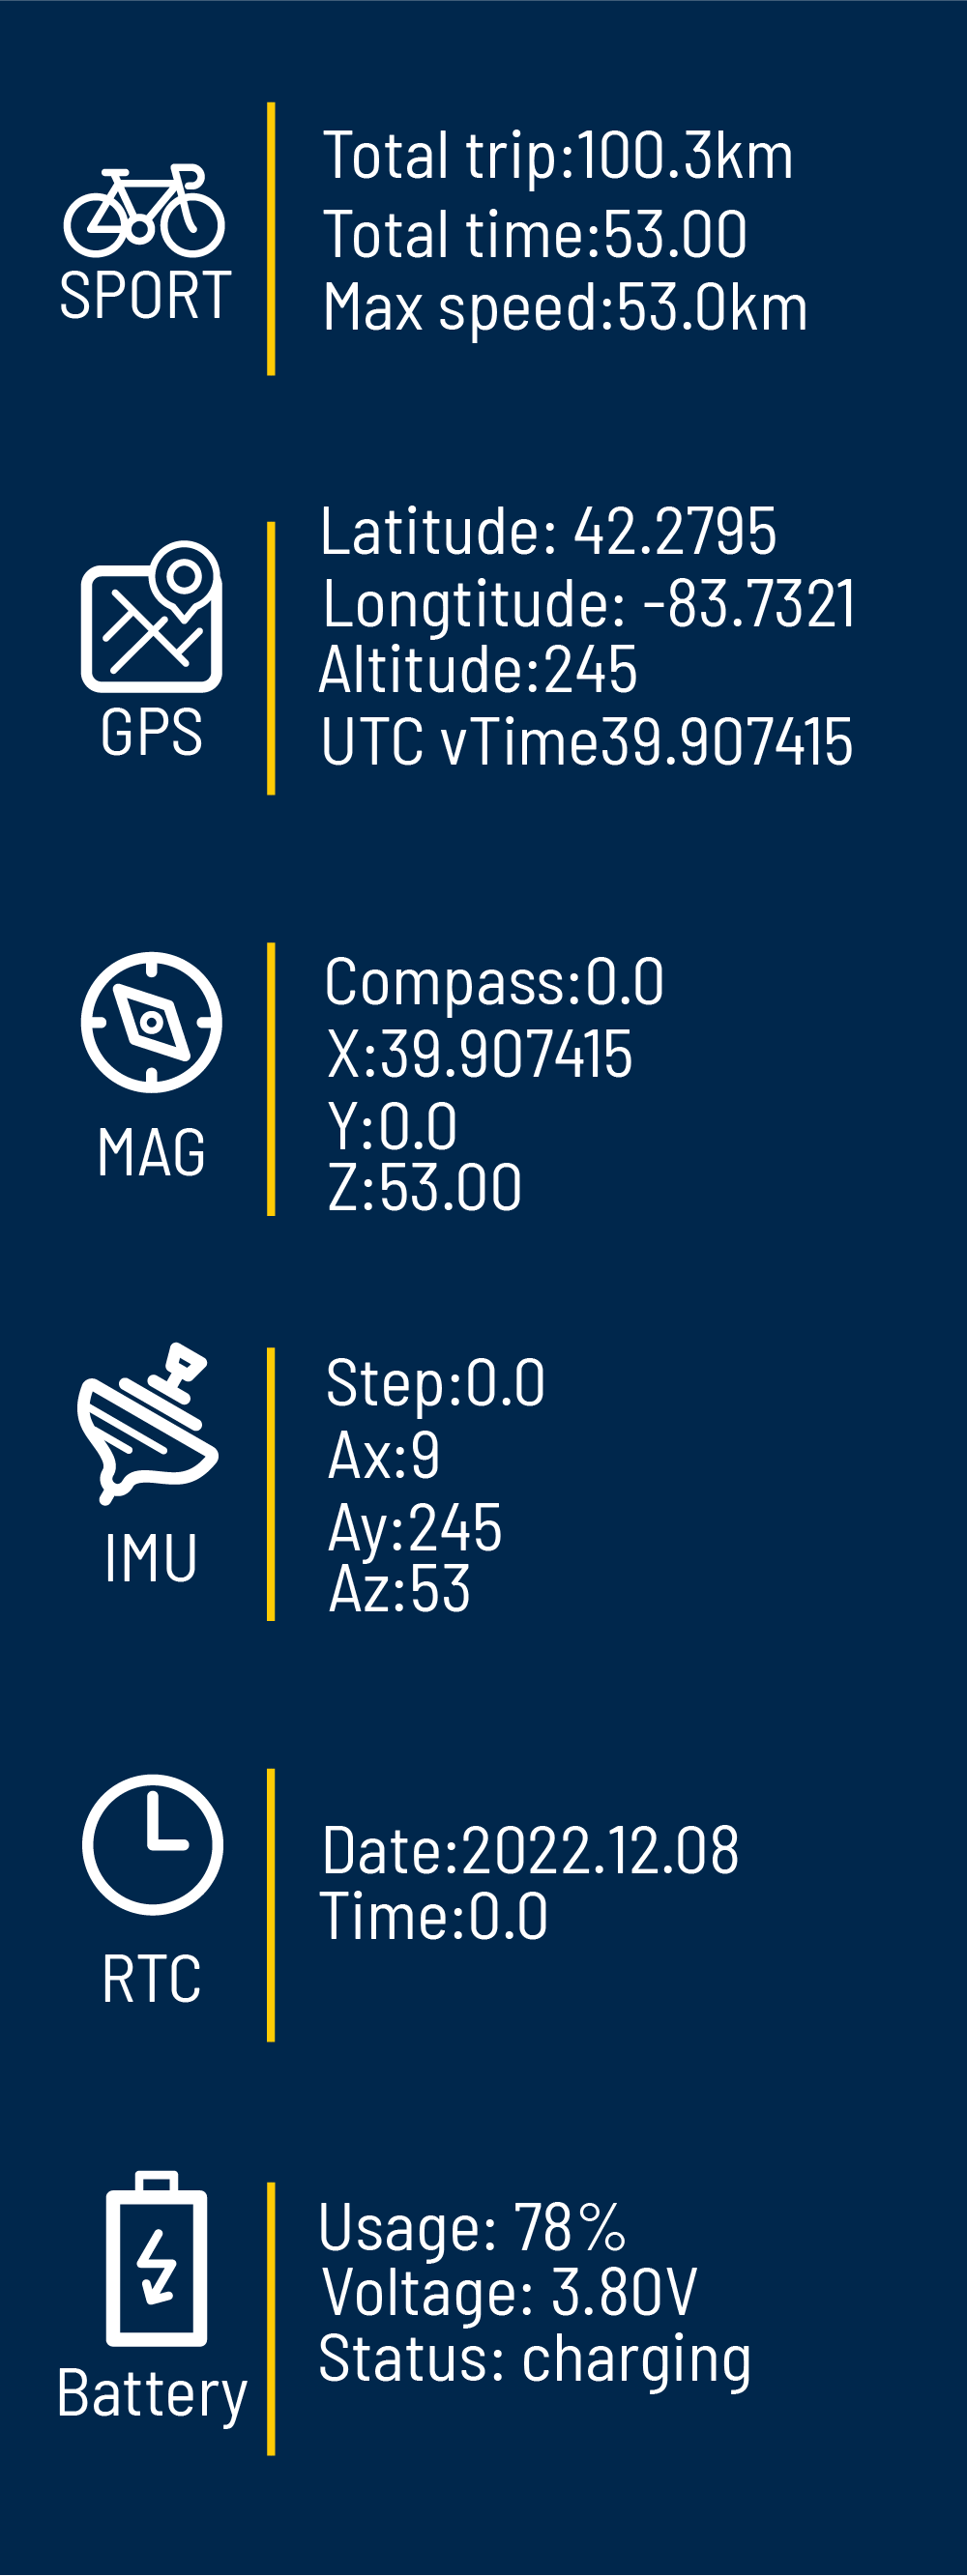 SPORT
Total trip:100.3km
Total time:53.00
Max speed:53.0km
GPS
Latitude: 42.2795
Longtitude: -83.7321
Altitude:245
UTC vTime39.907415
MAG
Compass:0.0
X:39.907415
Y:0.0
Z:53.00
IMU
Step:0.0
Ax:9
Ay:245
Az:53
RTC
Date:2022.12.08
Time:0.0
Battery
Usage: 78%
Voltage: 3.80V
Status: charging